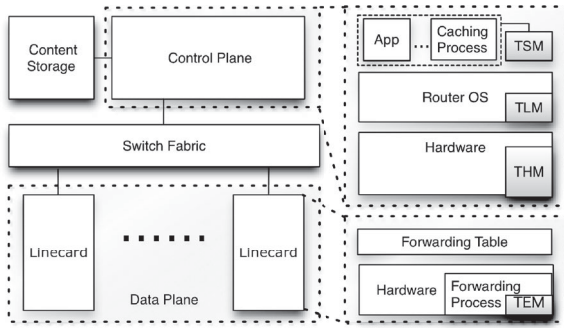 Content
Storage
Control Plane
Switch Fabric
Linecard
Linecard
Data Plane
App
...
Caching
Process
TSM
Router OS
TLM
Hardware
THM
Forwarding Table
Hardware
Forwarding
Process
TEM